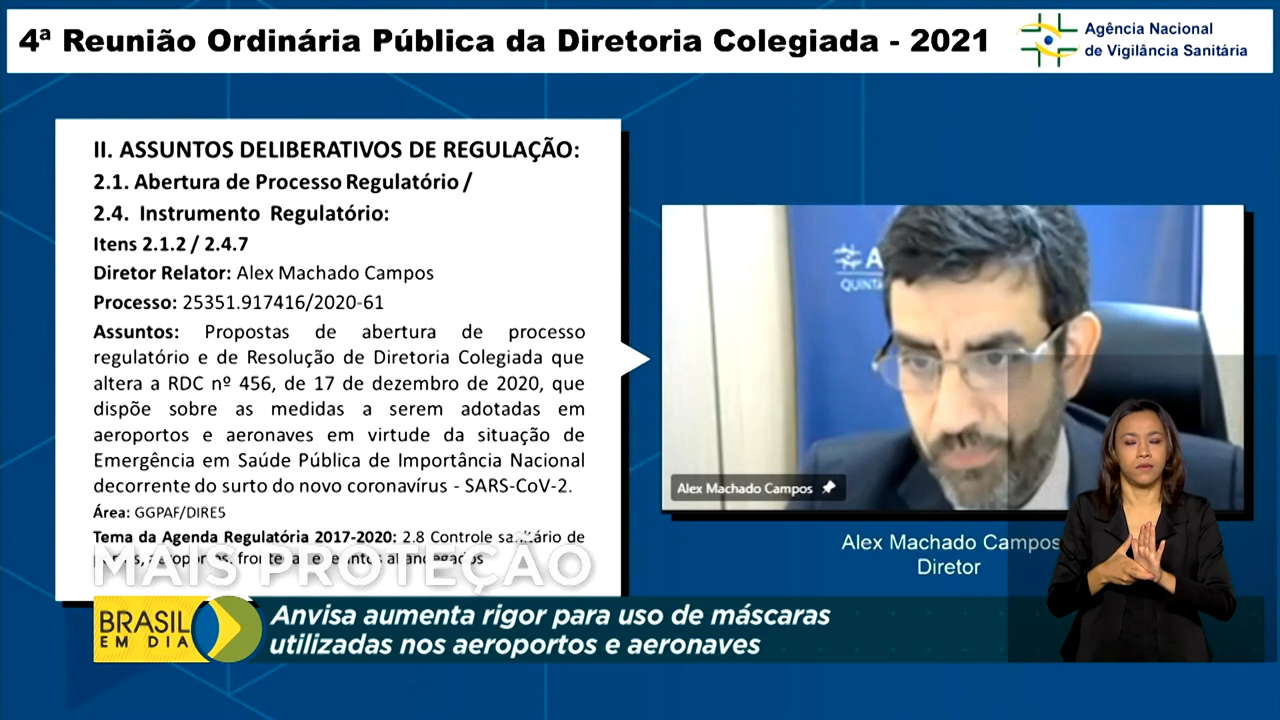 4ª Reunião Ordinária Pública da Diretoria Colegiada - 2021
Agência Nacional
de Vigilância Sanitária
II. ASSUNTOS DELIBERATIVOS DE REGULAÇÃO:
2.1. Abertura de Processo Regulatório /
2.4. Instrumento Regulatório:
Itens 2.1.2 / 2.4.7
Diretor Relator: Alex Machado Campos
Processo: 25351.917416/2020-61
Assuntos: Propostas de abertura de processo
regulatório e de Resolução de Diretoria Colegiada que
altera a RDC nº 456, de 17 de dezembro de 2020, que
dispõe sobre as medidas a serem adotadas em
aeroportos e aeronaves em virtude da situação de
Emergência em Saúde Pública de Importância Nacional
decorrente do surto do novo coronavírus - SARS-CoV-2.
Área: GGPAF/DIRE5
Tema da Agenda Regulatória 2017-2020: 2.8 Controle sanitário de
QUINTA
Alex Machado Campos
Alex Machado Campos
Diretor
MAIS PROTEÇÃO
BRASIL
EM DIA
Anvisa aumenta rigor para uso de máscaras
utilizadas nos aeroportos e aeronaves